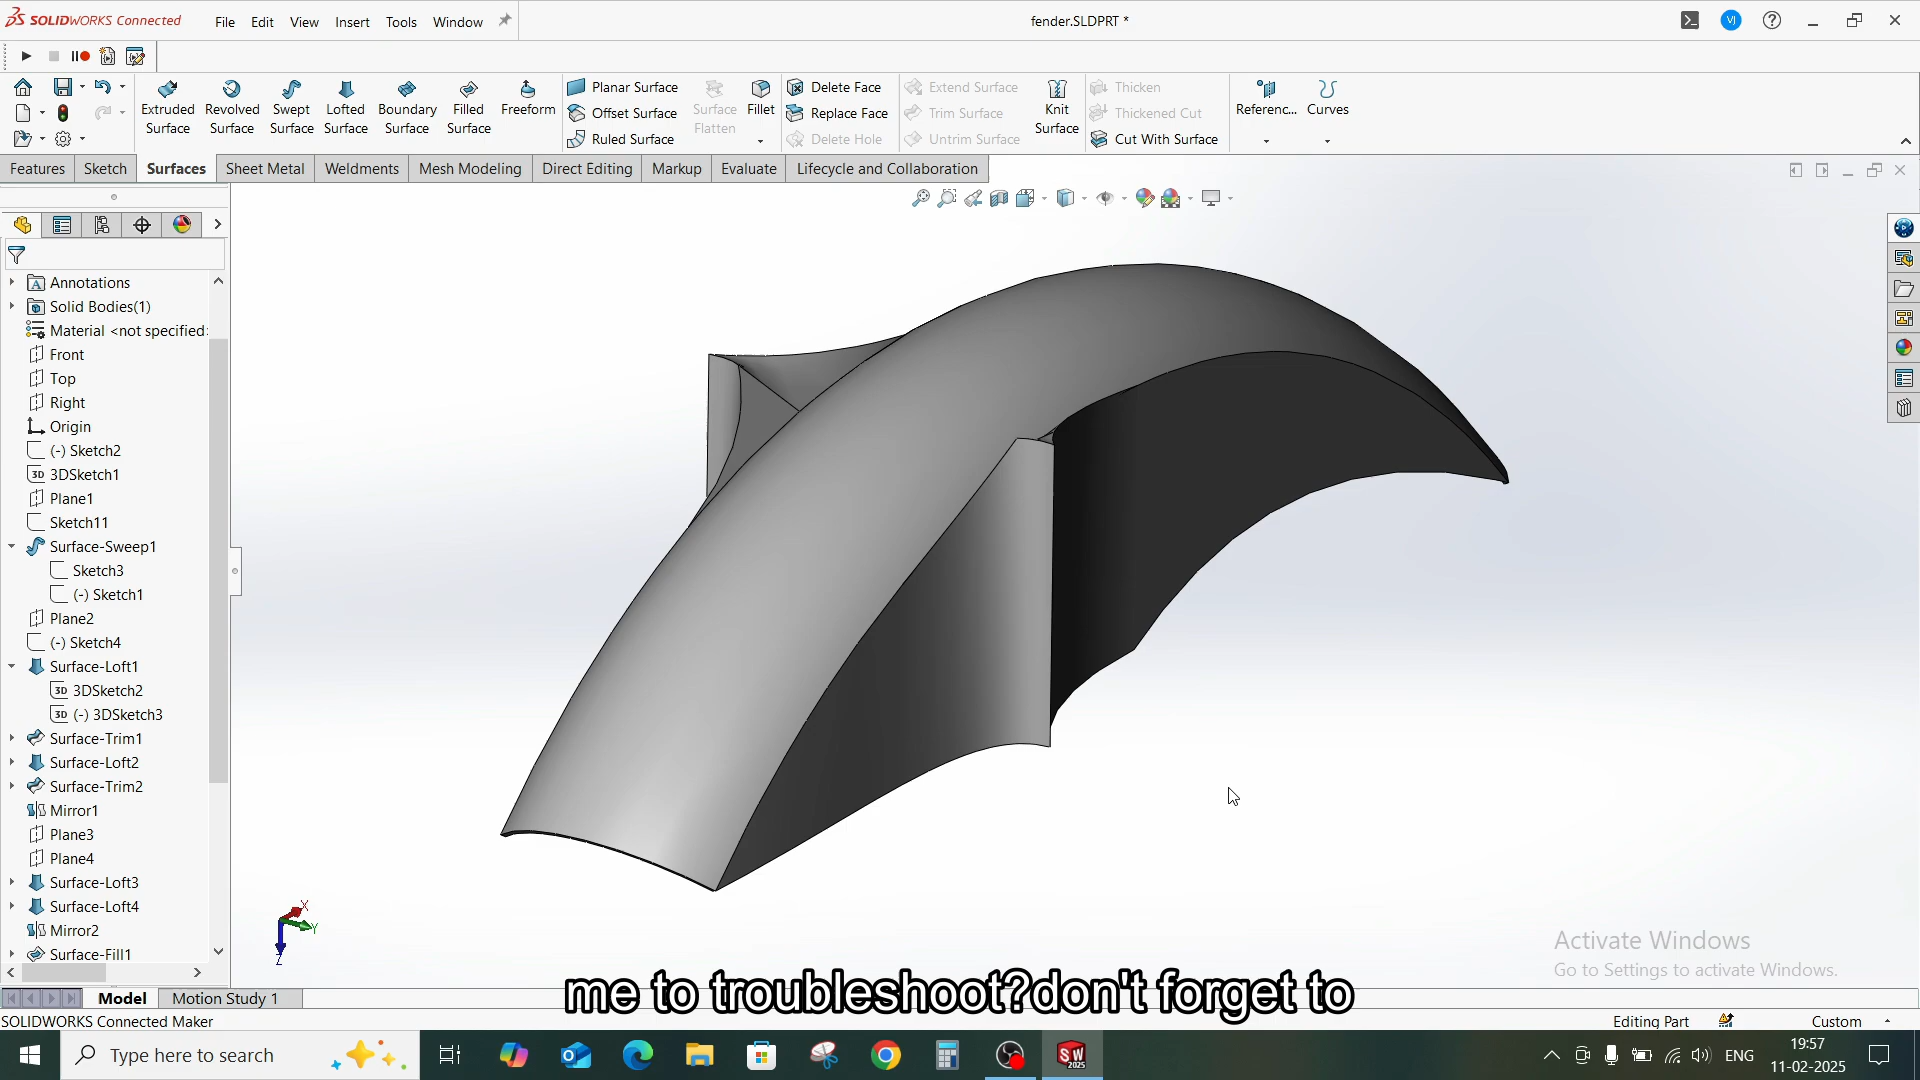 SOLIDWORKS Connected
File Edit View Insert Tools Window
fender.SLDPRT *
VJ
Extruded Surface
Revolved Surface
Swept Surface
Lofted Surface
Boundary Surface
Filled Surface
Freeform
Planar Surface
Offset Surface
Ruled Surface
Surface Flatten
Fillet
Delete Face
Replace Face
Delete Hole
Extend Surface
Trim Surface
Untrim Surface
Knit Surface
Thicken
Thickened Cut
Cut With Surface
Referenc...
Curves
Features Sketch Surfaces Sheet Metal Weldments Mesh Modeling Direct Editing Markup Evaluate Lifecycle and Collaboration
Annotations
Solid Bodies(1)
Material <not specified
Front
Top
Right
Origin
(-) Sketch2
3D 3DSketch1
Plane1
Sketch11
Surface-Sweep1
Sketch3
(-) Sketch1
Plane2
(-) Sketch4
Surface-Loft1
3D 3DSketch2
3D (-) 3DSketch3
Surface-Trim1
Surface-Loft2
Surface-Trim2
Mirror1
Plane3
Plane4
Surface-Loft3
Surface-Loft4
Mirror2
Surface-Fill1
X
Y
Z
Activate Windows
Go to Settings to activate Windows.
me to troubleshoot?don't forget to
Model Motion Study 1
SOLIDWORKS Connected Maker
Editing Part
Custom
Type here to search
SW 2025
ENG
19:57
11-02-2025